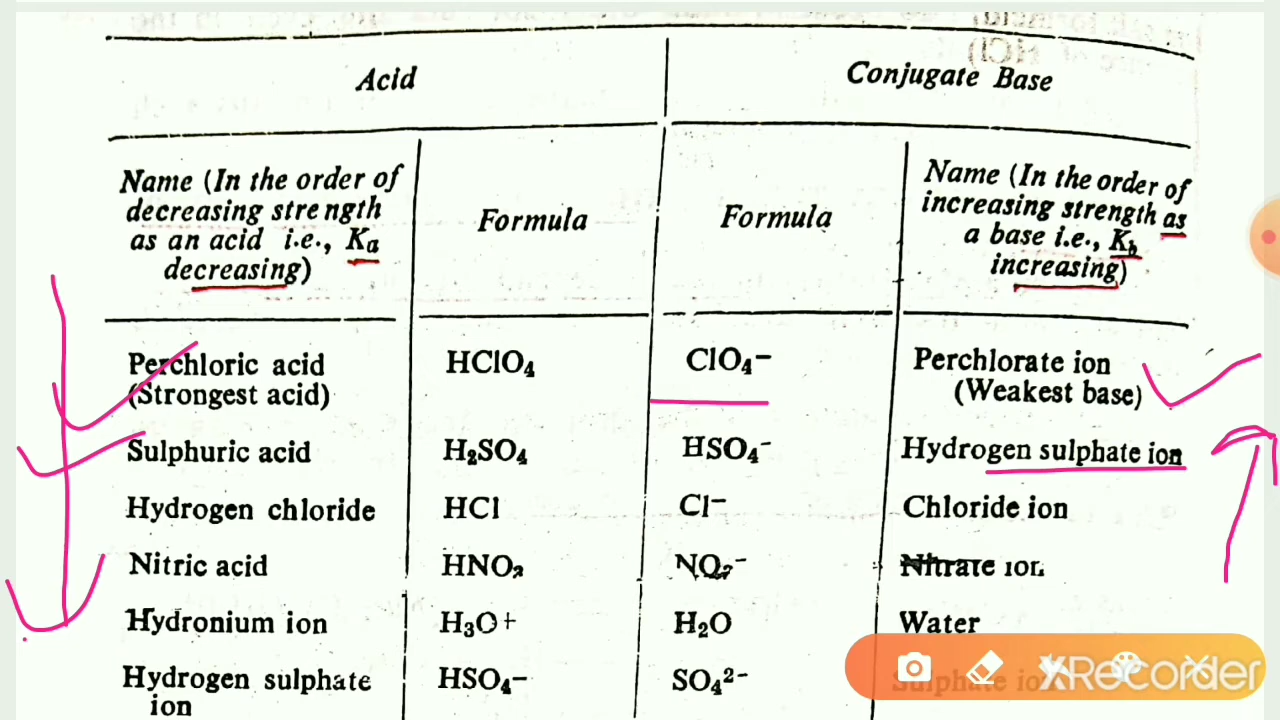 Acid Conjugate Base
Name (In the order of decreasing strength as an acid i.e., Ka decreasing) Formula Formula Name (In the order of increasing strength as a base i.e., Kb increasing)
Perchloric acid (Strongest acid) HClO₄ ClO₄⁻ Perchlorate ion (Weakest base)
Sulphuric acid H₂SO₄ HSO₄⁻ Hydrogen sulphate ion
Hydrogen chloride HCl Cl⁻ Chloride ion
Nitric acid HNO₃ NO₃⁻ Nitrate ion
Hydronium ion H₃O+ H₂O Water
Hydrogen sulphate ion HSO₄⁻ SO₄²⁻ Sulphate ion
XRecorder